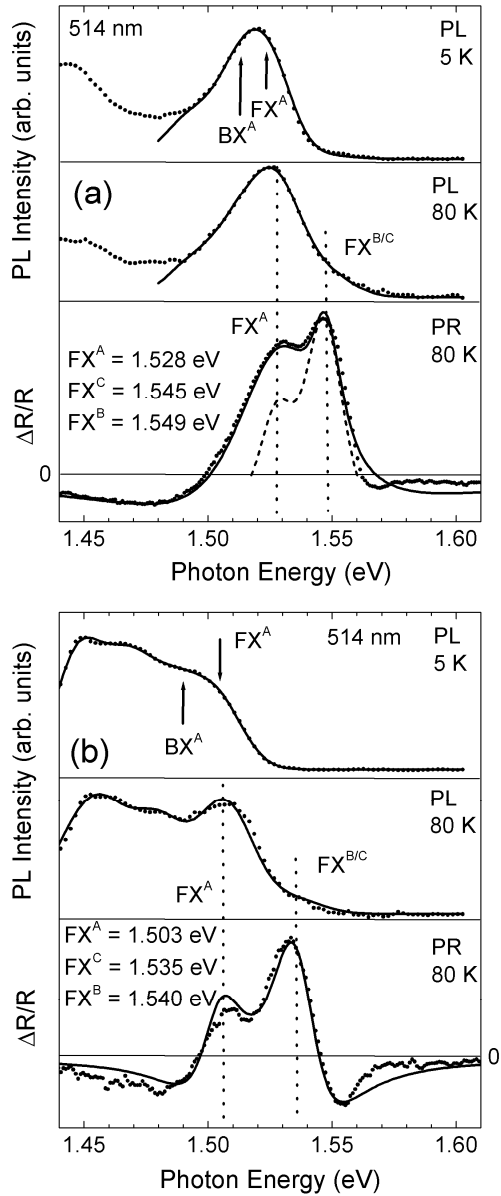 514 nm
PL
5 K
FX^A
BX^A
PL Intensity (arb. units)
(a)
PL
80 K
FX^B/C
FX^A
PR
80 K
FX^A = 1.528 eV
FX^C = 1.545 eV
FX^B = 1.549 eV
ΔR/R
0
1.45 1.50 1.55 1.60
Photon Energy (eV)
FX^A
514 nm
PL
5 K
BX^A
PL Intensity (arb. units)
(b)
PL
80 K
FX^B/C
FX^A
FX^A = 1.503 eV
FX^C = 1.535 eV
FX^B = 1.540 eV
PR
80 K
ΔR/R
0
1.45 1.50 1.55 1.60
Photon Energy (eV)